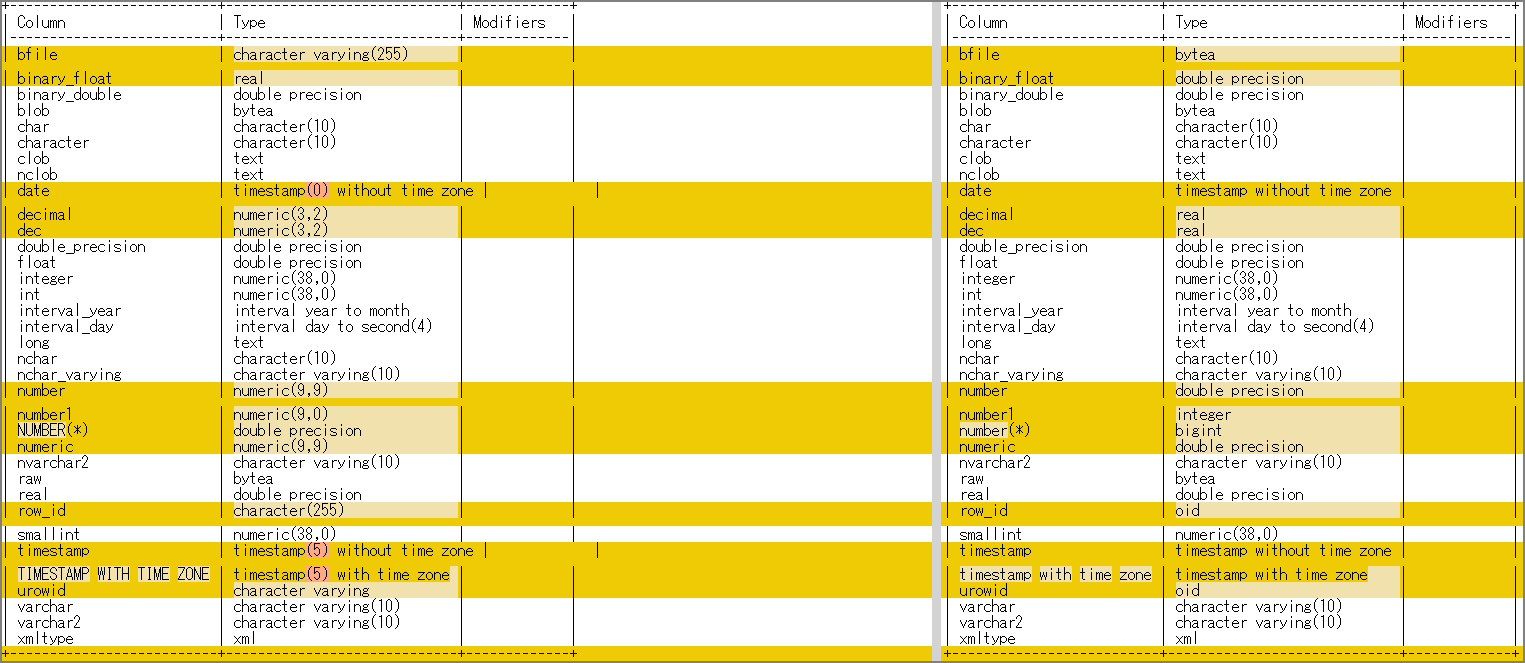 Column | Type | Modifiers
bfile | character varying(255) | |
binary_float | real | |
binary_double | double precision | |
blob | bytea | |
char | character(10) | |
character | character(10) | |
clob | text | |
nclob | text | |
date | timestamp(0) without time zone | |
decimal | numeric(3,2) | |
dec | numeric(3,2) | |
double_precision | double precision | |
float | double precision | |
integer | numeric(38,0) | |
int | numeric(38,0) | |
interval_year | interval year to month | |
interval_day | interval day to second(4) | |
long | text | |
nchar | character(10) | |
nchar_varying | character varying(10) | |
number | numeric(9,9) | |
number1 | numeric(9,0) | |
NUMBER(*) | double precision | |
numeric | numeric(9,9) | |
nvarchar2 | character varying(10) | |
raw | bytea | |
real | double precision | |
row_id | character(255) | |
smallint | numeric(38,0) | |
timestamp | timestamp(5) without time zone | |
TIMESTAMP WITH TIME ZONE | timestamp(5) with time zone | |
urowid | character varying | |
varchar | character varying(10) | |
varchar2 | character varying(10) | |
xmltype | xml | |
Column | Type | Modifiers |
bfile | bytea | |
binary_float | double precision | |
binary_double | double precision | |
blob | bytea | |
char | character(10) | |
character | character(10) | |
clob | text | |
nclob | text | |
date | timestamp without time zone | |
decimal | real | |
dec | real | |
double_precision | double precision | |
float | double precision | |
integer | numeric(38,0) | |
int | numeric(38,0) | |
interval_year | interval year to month | |
interval_day | interval day to second(4) | |
long | text | |
nchar | character(10) | |
nchar_varying | character varying(10) | |
number | double precision | |
number1 | integer | |
number(*) | bigint | |
numeric | double precision | |
nvarchar2 | character varying(10) | |
raw | bytea | |
real | double precision | |
row_id | oid | |
smallint | numeric(38,0) | |
timestamp | timestamp without time zone | |
timestamp with time zone | timestamp with time zone | |
urowid | oid | |
varchar | character varying(10) | |
varchar2 | character varying(10) | |
xmltype | xml | |